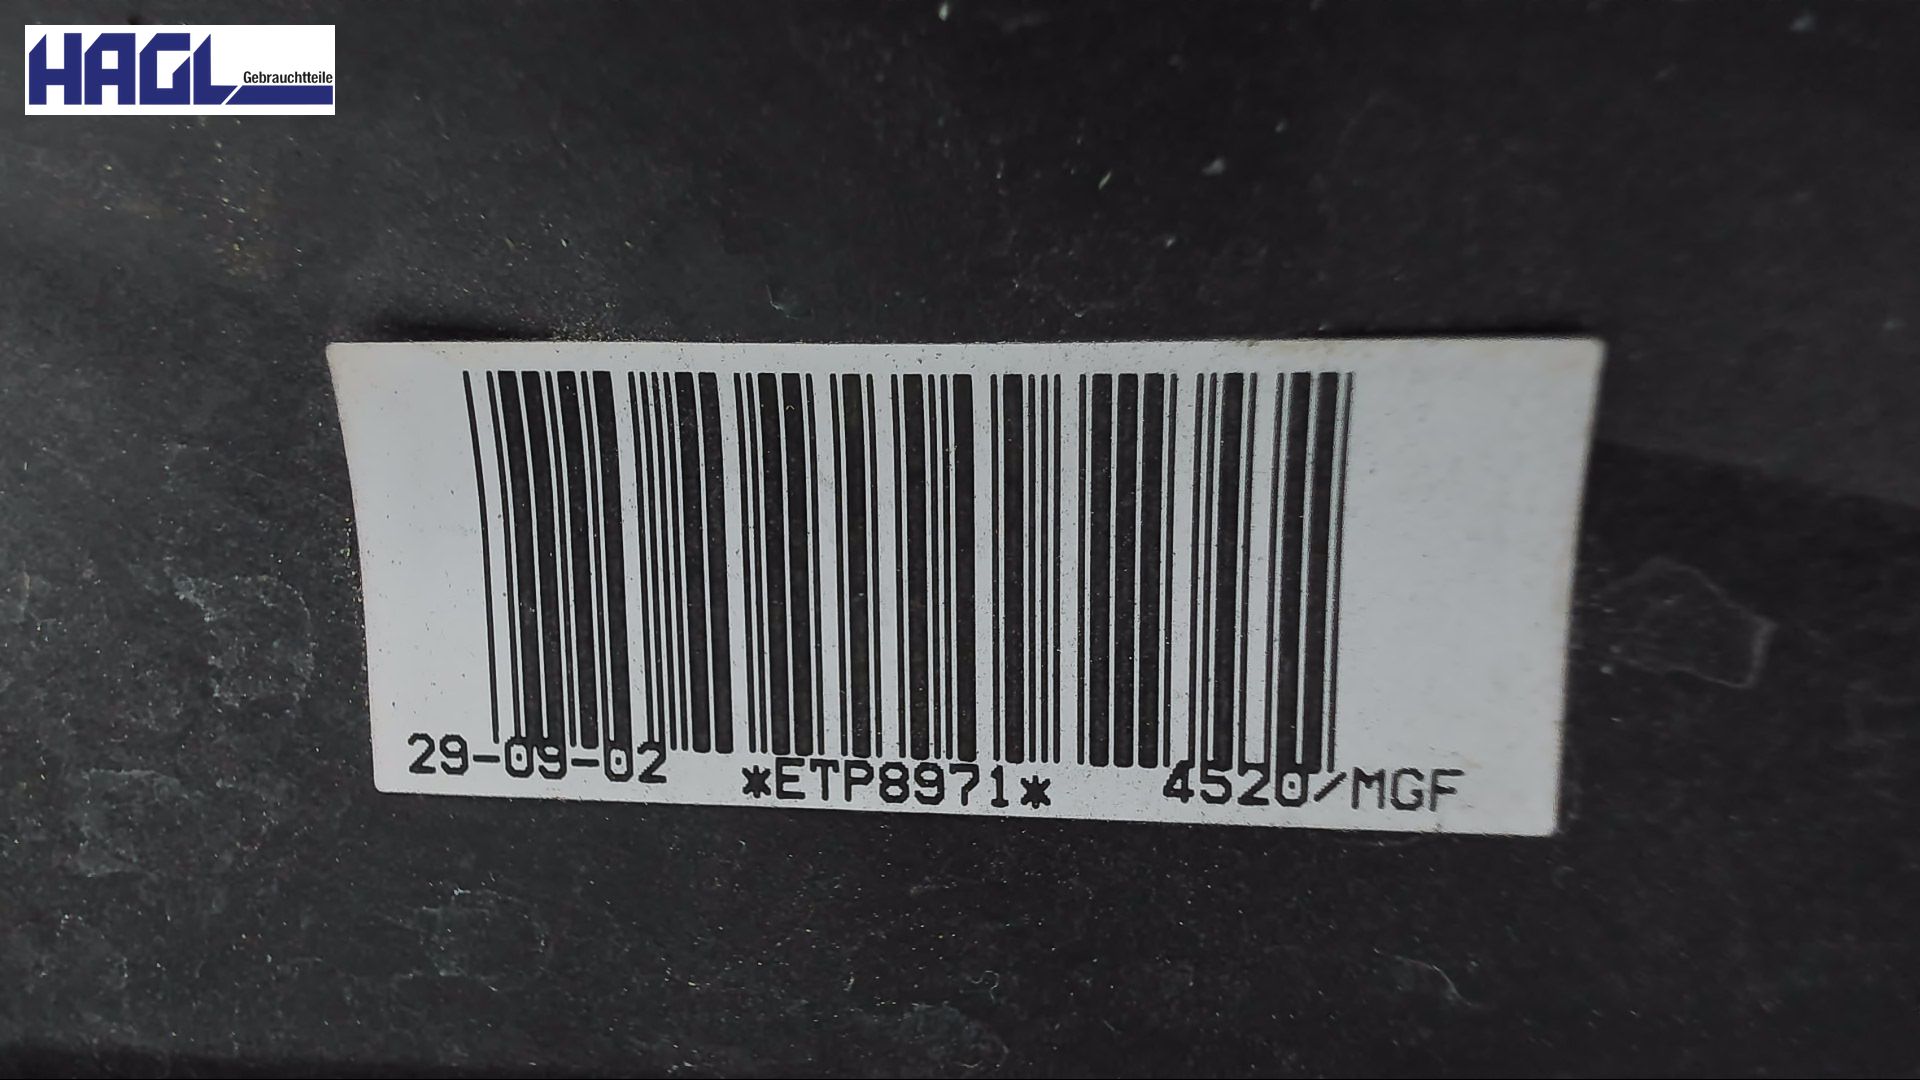 HAGL
Gebrauchtteile
29-09-02 *ETP8971* 4520/MGF